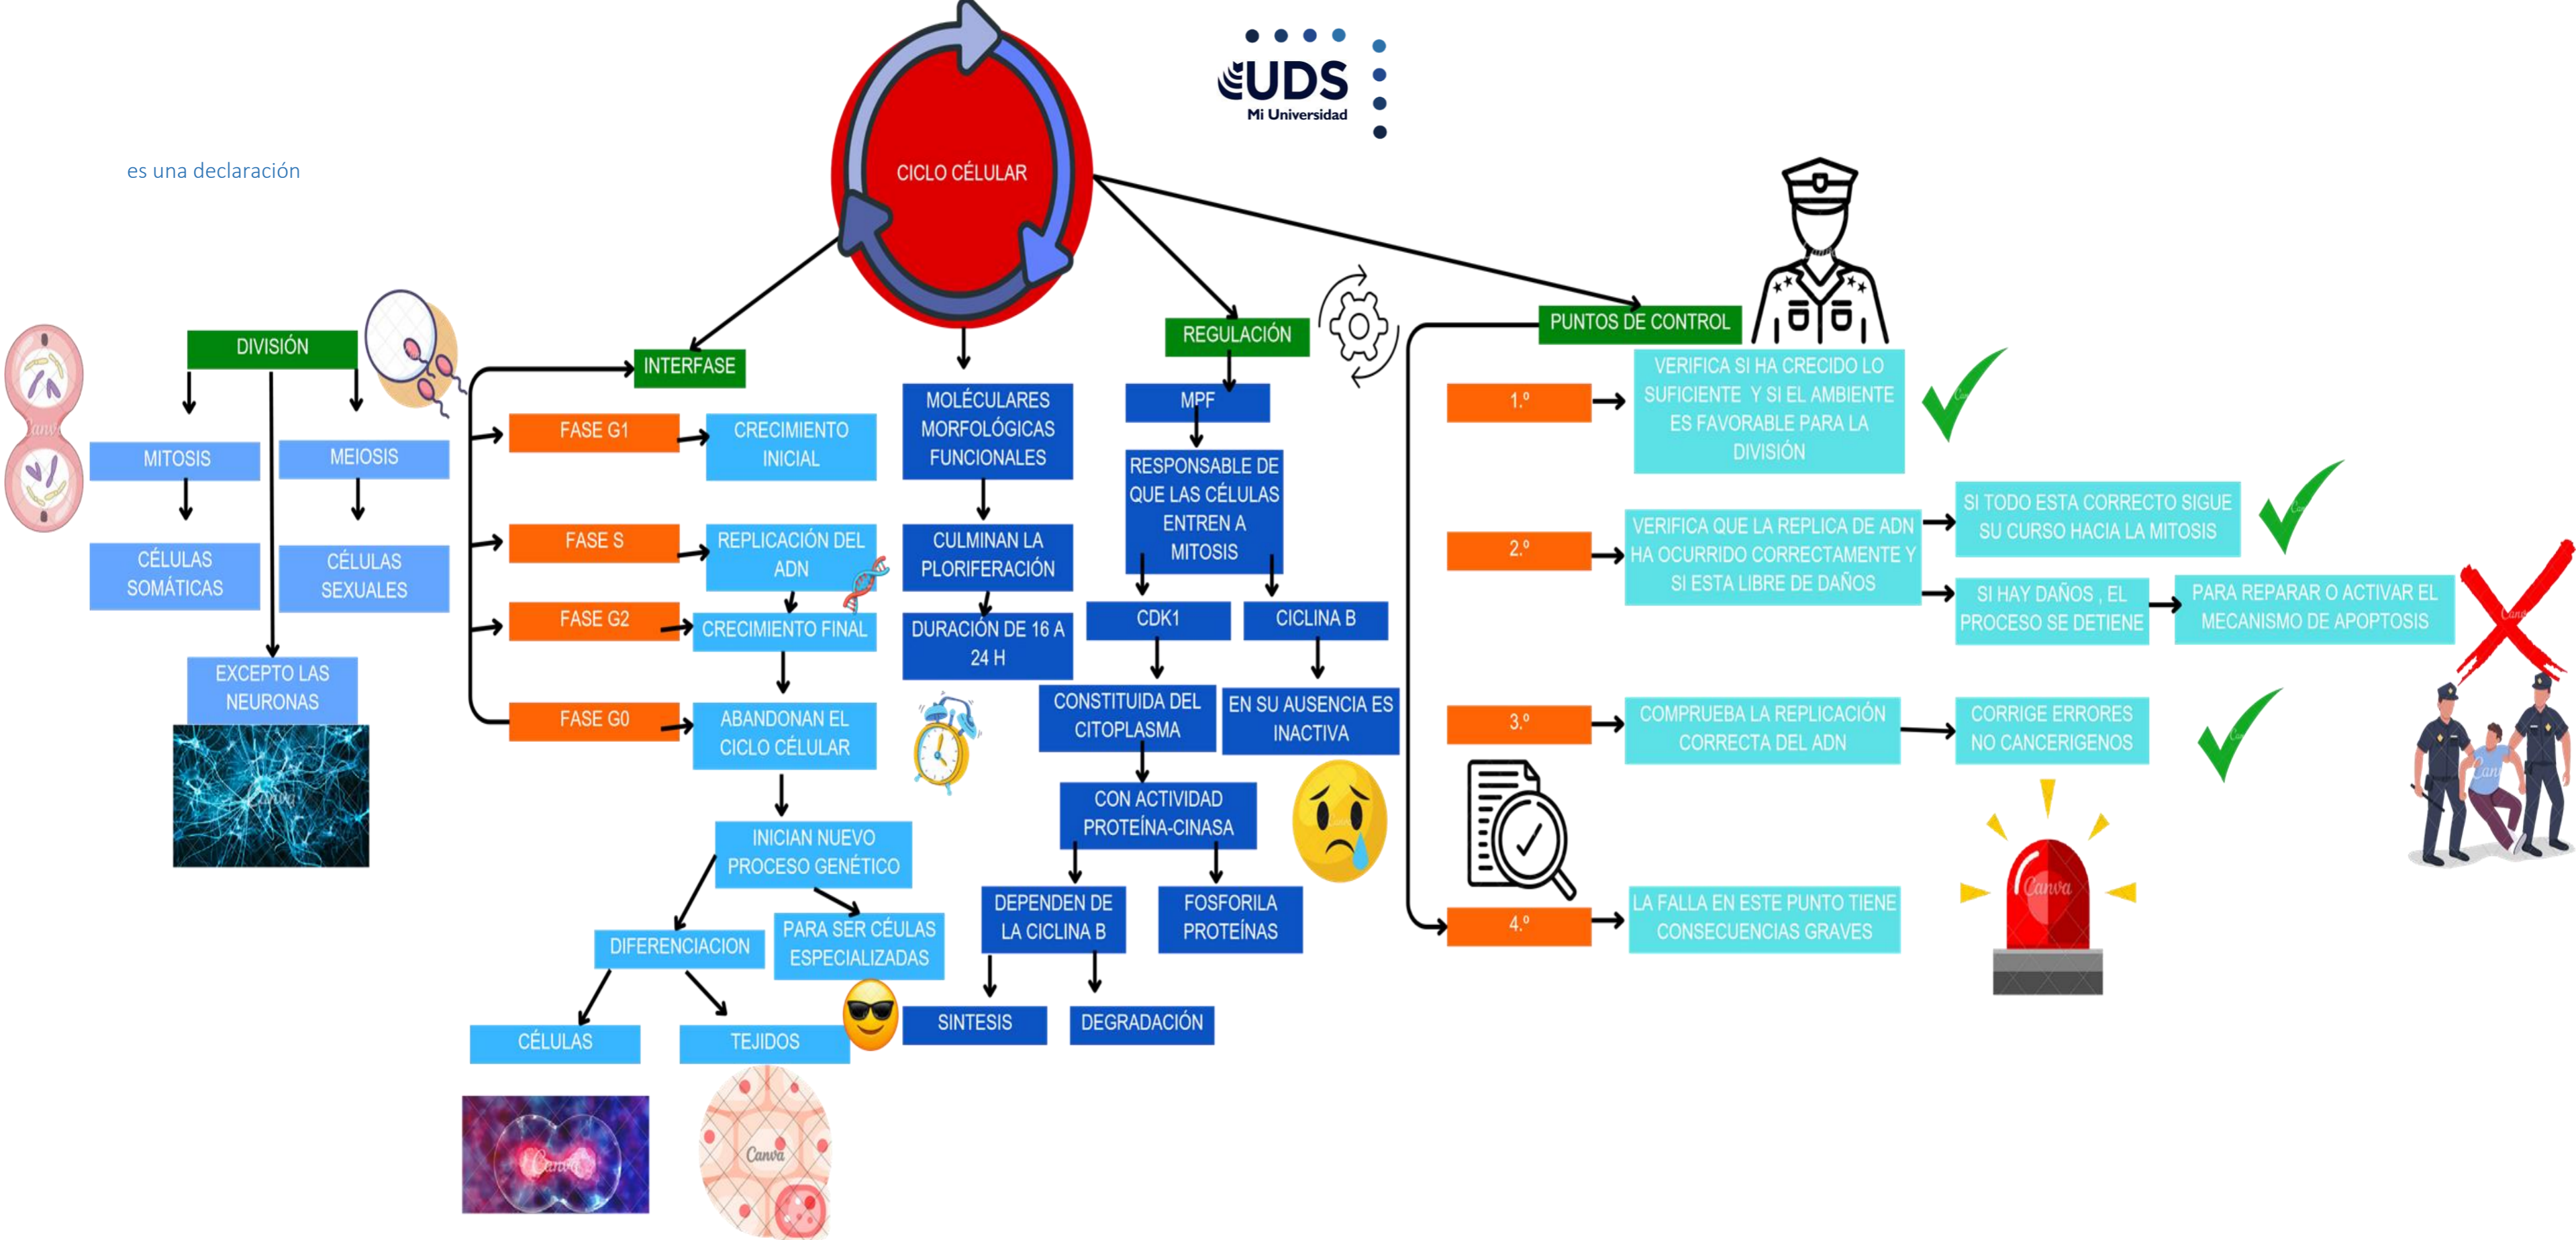 UDS
Mi Universidad
es una declaración
CICLO CÉLULAR
DIVISIÓN
MITOSIS
MEIOSIS
CÉLULAS
SOMÁTICAS
CÉLULAS
SEXUALES
EXCEPTO LAS
NEURONAS
INTERFASE
FASE G1
CRECIMIENTO
INICIAL
FASE S
REPLICACIÓN DEL
ADN
FASE G2
CRECIMIENTO FINAL
FASE G0
ABANDONAN EL
CICLO CÉLULAR
INICIAN NUEVO
PROCESO GENÉTICO
DIFERENCIACION
PARA SER CÉULAS
ESPECIALIZADAS
CÉLULAS
TEJIDOS
MOLÉCULARES
MORFOLÓGICAS
FUNCIONALES
CULMINAN LA
PLORIFERACIÓN
DURACIÓN DE 16 A
24 H
REGULACIÓN
MPF
RESPONSABLE DE
QUE LAS CÉLULAS
ENTREN A
MITOSIS
CDK1
CICLINA B
CONSTITUIDA DEL
CITOPLASMA
EN SU AUSENCIA ES
INACTIVA
CON ACTIVIDAD
PROTEÍNA-CINASA
DEPENDEN DE
LA CICLINA B
FOSFORILA
PROTEÍNAS
SINTESIS
DEGRADACIÓN
PUNTOS DE CONTROL
1.º
VERIFICA SI HA CRECIDO LO
SUFICIENTE Y SI EL AMBIENTE
ES FAVORABLE PARA LA
DIVISIÓN
2.º
VERIFICA QUE LA REPLICA DE ADN
HA OCURRIDO CORRECTAMENTE Y
SI ESTA LIBRE DE DAÑOS
SI TODO ESTA CORRECTO SIGUE
SU CURSO HACIA LA MITOSIS
SI HAY DAÑOS , EL
PROCESO SE DETIENE
PARA REPARAR O ACTIVAR EL
MECANISMO DE APOPTOSIS
3.º
COMPRUEBA LA REPLICACIÓN
CORRECTA DEL ADN
CORRIGE ERRORES
NO CANCERIGENOS
4.º
LA FALLA EN ESTE PUNTO TIENE
CONSECUENCIAS GRAVES
Canva
Canva
Canva
Canva